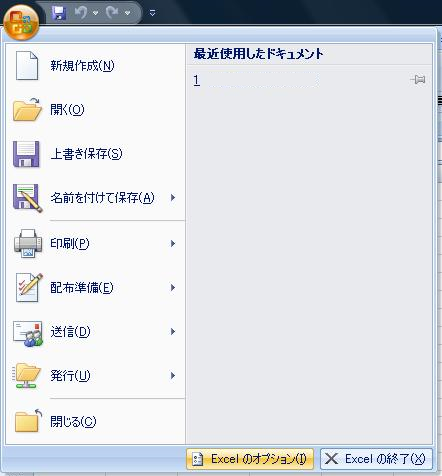 新規作成(N)
開く(O)
上書き保存(S)
名前を付けて保存(A)
印刷(P)
配布準備(E)
送信(D)
発行(U)
閉じる(C)
最近使用したドキュメント
1
Excel のオプション(I)
Excel の終了(X)